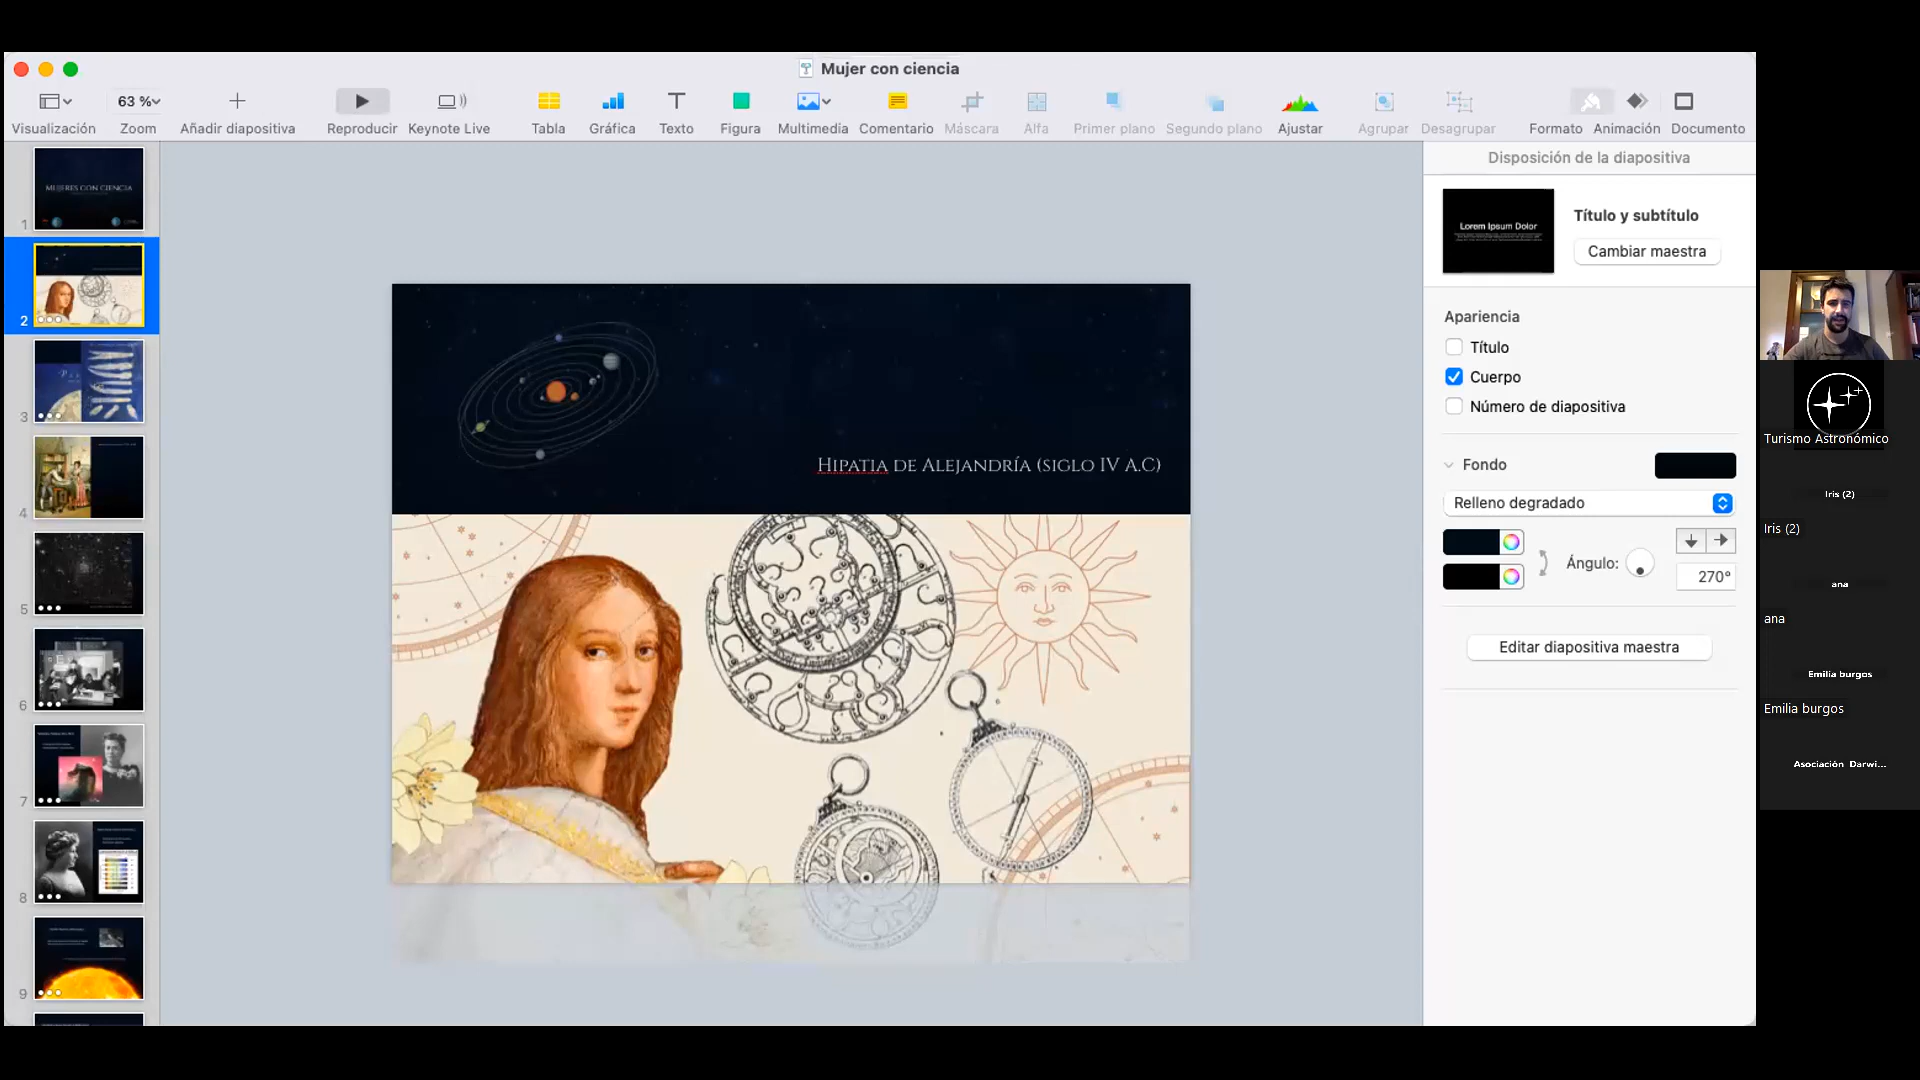 Mujer con ciencia
63 %
Visualización
Zoom
Añadir diapositiva
Reproducir
Keynote Live
Tabla
Gráfica
Texto
Figura
Multimedia
Comentario
Máscara
Alfa
Primer plano
Segundo plano
Ajustar
Agrupar
Desagrupar
Formato
Animación
Documento
MUJERES CON CIENCIA
1
2
3
4
5
6
7
8
9
Hipatia de Alejandría (siglo IV a.C)
Disposición de la diapositiva
Lorem Ipsum Dolor
Título y subtítulo
Cambiar maestra
Apariencia
Título
Cuerpo
Número de diapositiva
Fondo
Relleno degradado
Ángulo:
270°
Editar diapositiva maestra
Turismo Astronómico
Iris (2)
Iris (2)
ana
ana
Emilia burgos
Emilia burgos
Asociación Darwi...